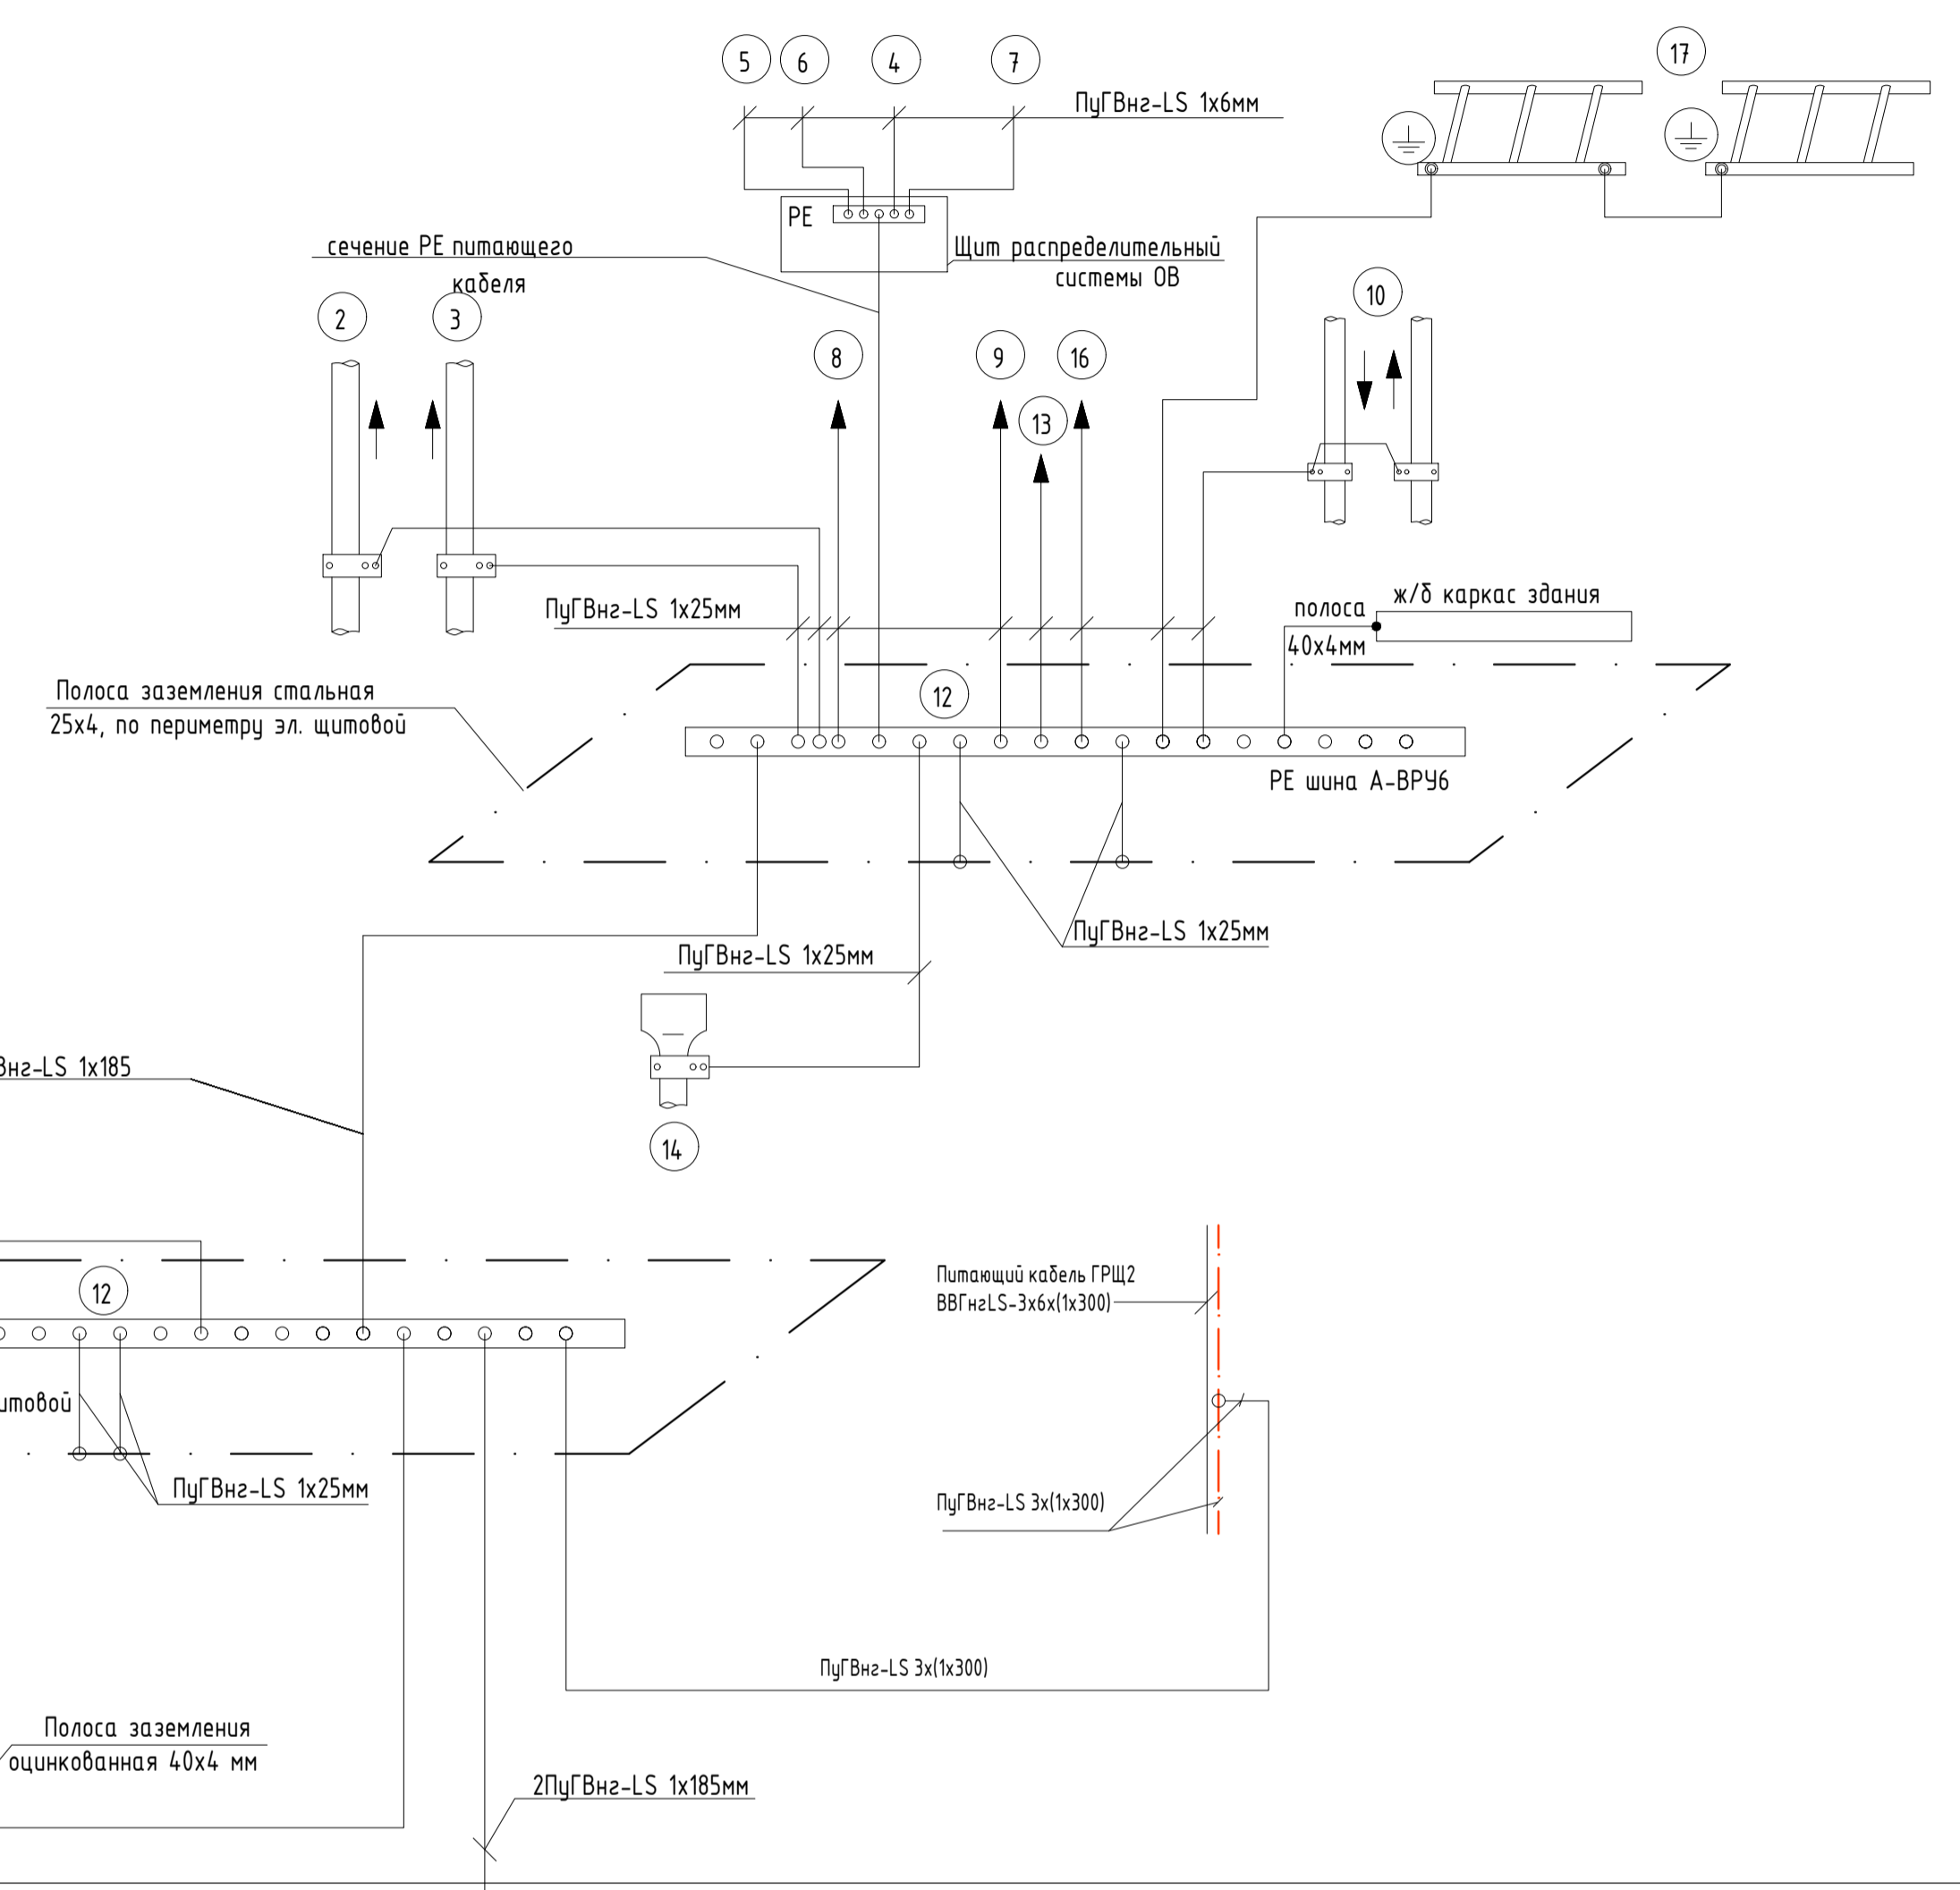 5
6
4
7
17
ПуГВнг-LS 1х6мм
PE
сечение PE питающего
кабеля
Щит распределительный
системы ОВ
2
3
10
8
9
16
13
ПуГВнг-LS 1х25мм
полоса
40х4мм
ж/б каркас здания
Полоса заземления стальная
25х4, по периметру эл. щитовой
12
PE шина А-ВРУ6
ПуГВнг-LS 1х25мм
ПуГВнг-LS 1х25мм
Внг-LS 1х185
14
12
Питающий кабель ГРЩ2
ВВГнгLS-3х6х(1х300)
итовой
ПуГВнг-LS 1х25мм
ПуГВнг-LS 3х(1х300)
ПуГВнг-LS 3х(1х300)
Полоса заземления
оцинкованная 40х4 мм
2ПуГВнг-LS 1х185мм